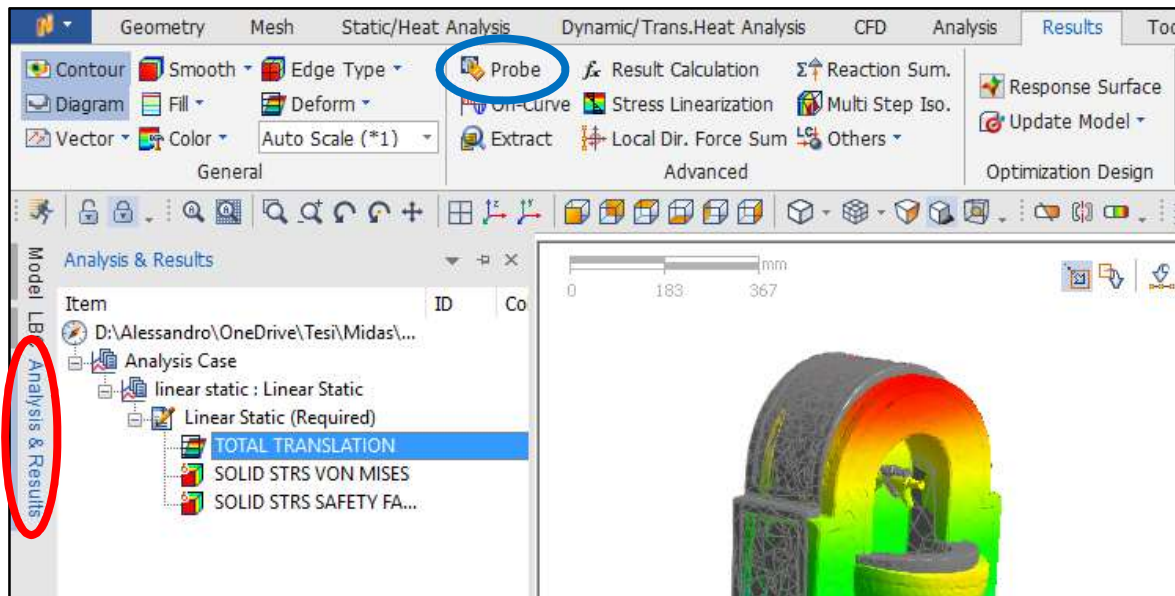 Geometry Mesh Static/Heat Analysis Dynamic/Trans.Heat Analysis CFD Analysis Results
Contour Smooth Edge Type Probe Result Calculation Reaction Sum.
Diagram Fill Deform On-Curve Stress Linearization Multi Step Iso.
Vector Color Auto Scale (*1) Extract Local Dir. Force Sum Others
Response Surface
Update Model
General Advanced Optimization Design
Model
Analysis & Results
Analysis & Results
Item ID Co
D:\Alessandro\OneDrive\Tesi\Midas\...
Analysis Case
linear static : Linear Static
Linear Static (Required)
TOTAL TRANSLATION
SOLID STRS VON MISES
SOLID STRS SAFETY FA...
mm
0 183 367